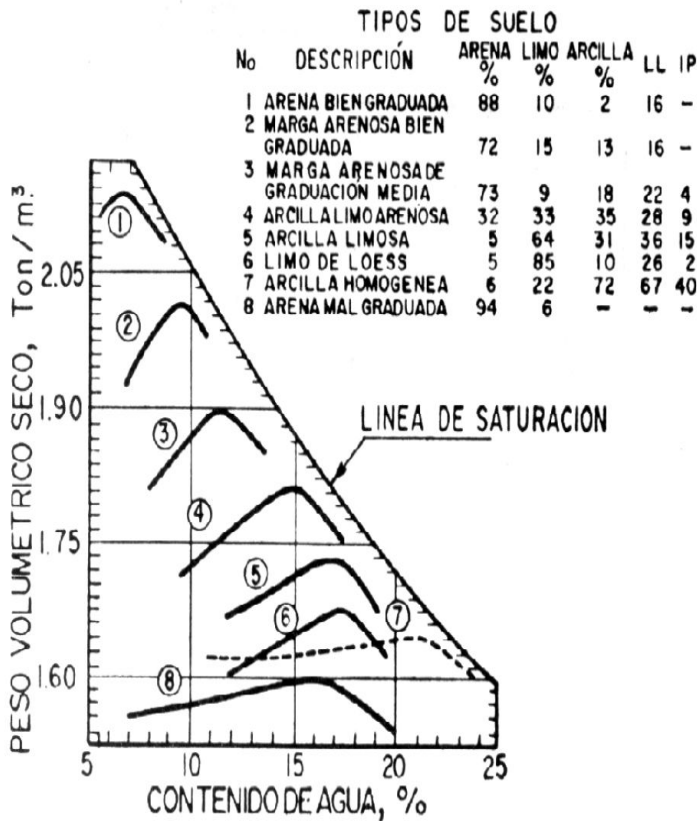 TIPOS DE SUELO
No DESCRIPCIÓN ARENA % LIMO % ARCILLA % LL IP
1 ARENA BIEN GRADUADA 88 10 2 16 -
2 MARGA ARENOSA BIEN
GRADUADA 72 15 13 16 -
3 MARGA ARENOSA DE
GRADUACIÓN MEDIA 73 9 18 22 4
4 ARCILLA LIMO ARENOSA 32 33 35 28 9
5 ARCILLA LIMOSA 5 64 31 36 15
6 LIMO DE LOESS 5 85 10 26 2
7 ARCILLA HOMOGENEA 6 22 72 67 40
8 ARENA MAL GRADUADA 94 6 - - -
PESO VOLUMETRICO SECO, Ton/m³.
2.05
1.90
1.75
1.60
1
2
3
4
5
6
7
8
LINEA DE SATURACION
5 10 15 20 25
CONTENIDO DE AGUA, %